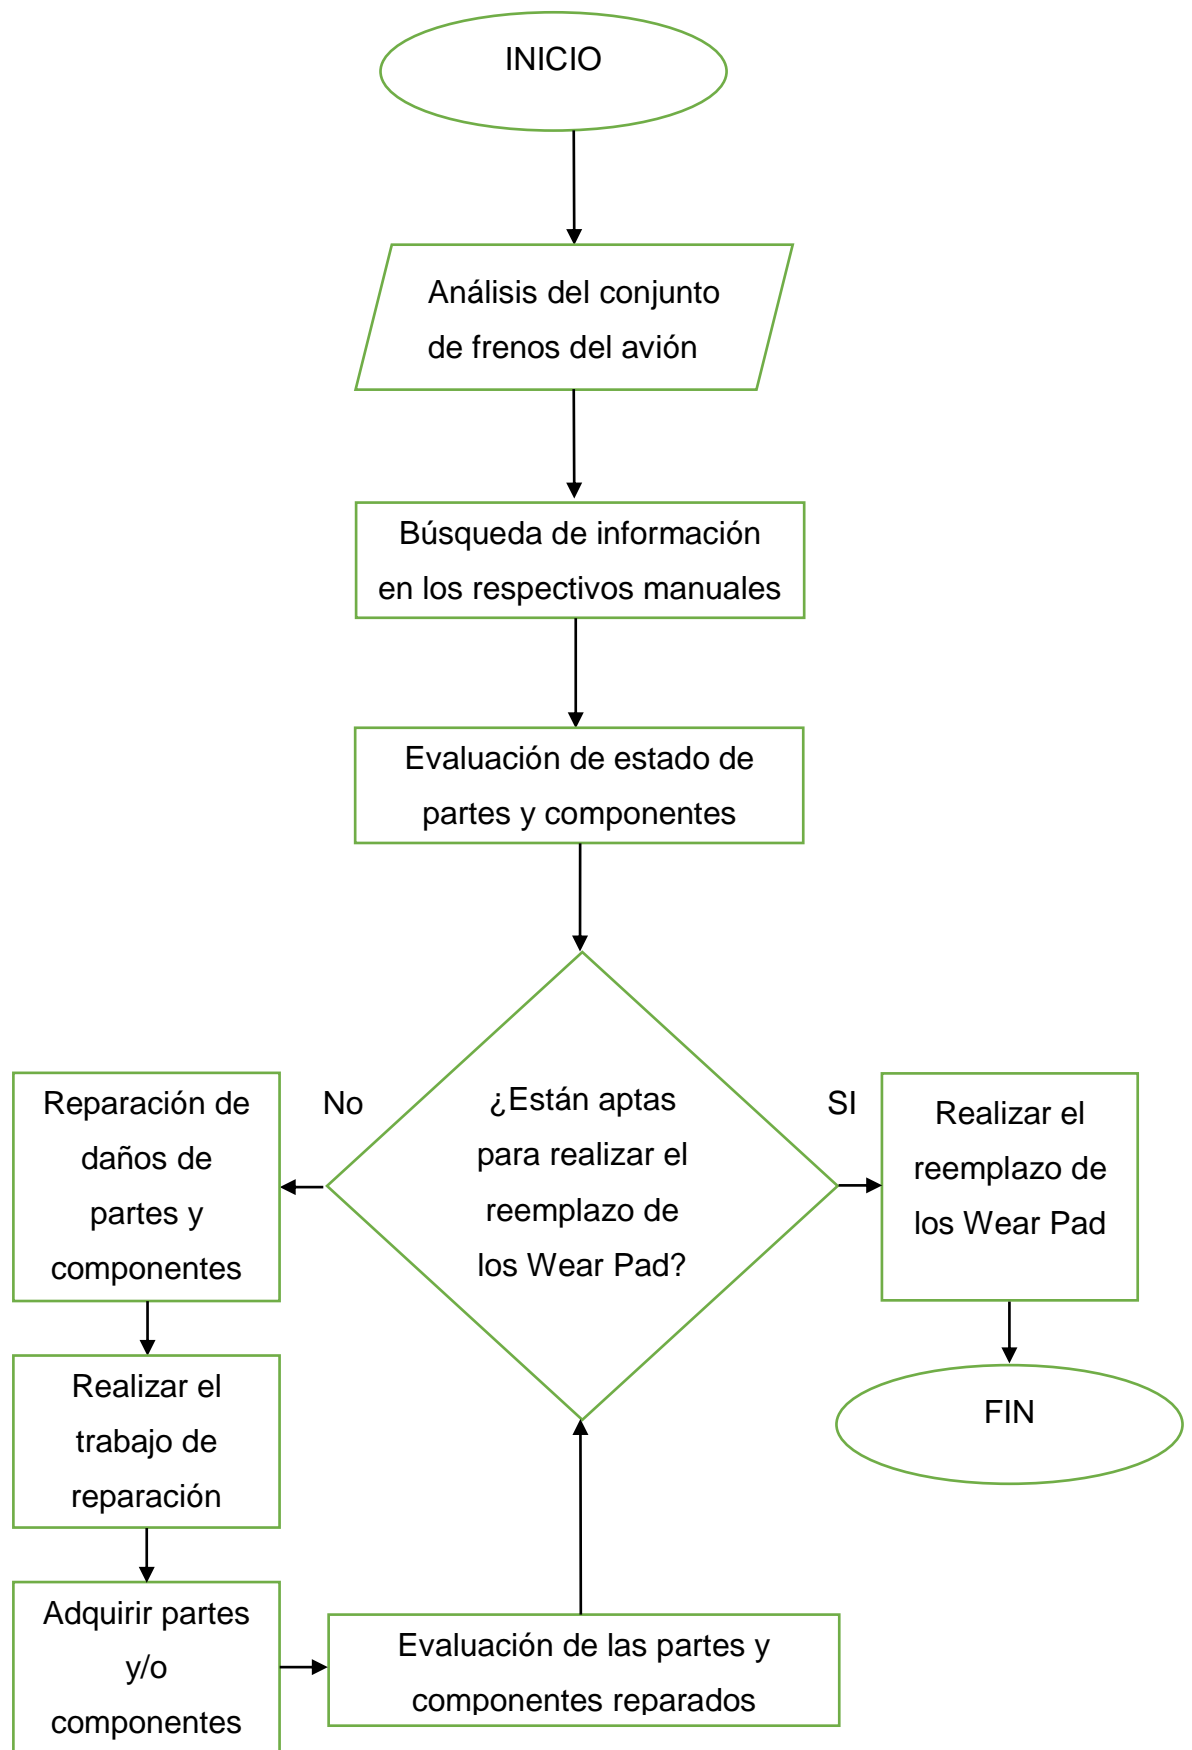 INICIO
Análisis del conjunto
de frenos del avión
Búsqueda de información
en los respectivos manuales
Evaluación de estado de
partes y componentes
¿Están aptas
para realizar el
reemplazo de
los Wear Pad?
No
SI
Reparación de
daños de
partes y
componentes
Realizar el
reemplazo de
los Wear Pad
Realizar el
trabajo de
reparación
FIN
Adquirir partes
y/o
componentes
Evaluación de las partes y
componentes reparados